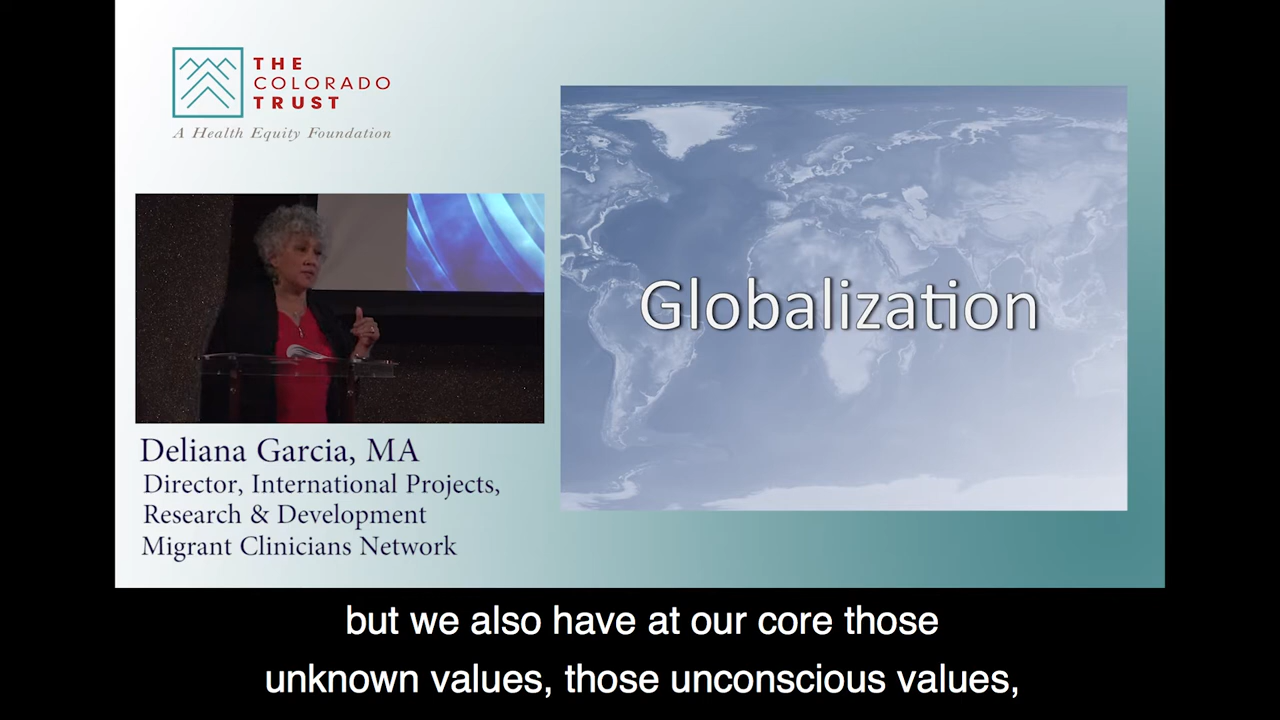 THE
COLORADO
TRUST
A Health Equity Foundation
Globalization
Deliana Garcia, MA
Director, International Projects,
Research & Development
Migrant Clinicians Network
but we also have at our core those
unknown values, those unconscious values,